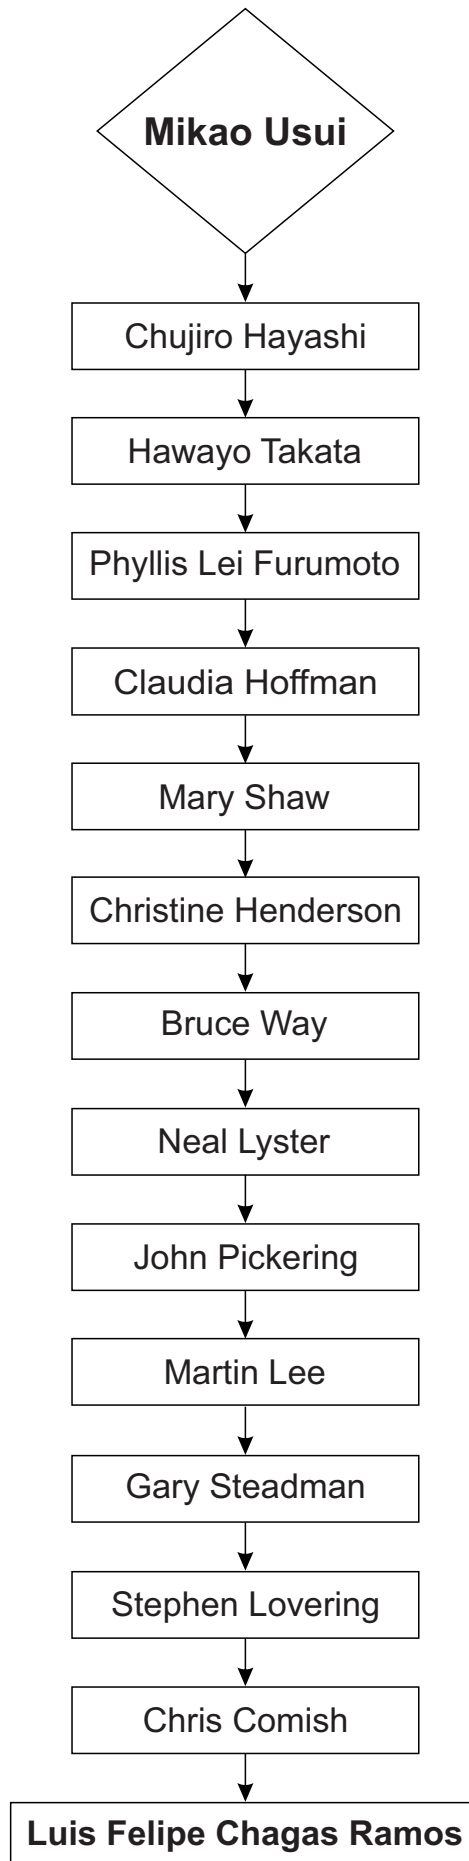 Mikao Usui
Chujiro Hayashi
Hawayo Takata
Phyllis Lei Furumoto
Claudia Hoffman
Mary Shaw
Christine Henderson
Bruce Way
Neal Lyster
John Pickering
Martin Lee
Gary Steadman
Stephen Lovering
Chris Comish
Luis Felipe Chagas Ramos